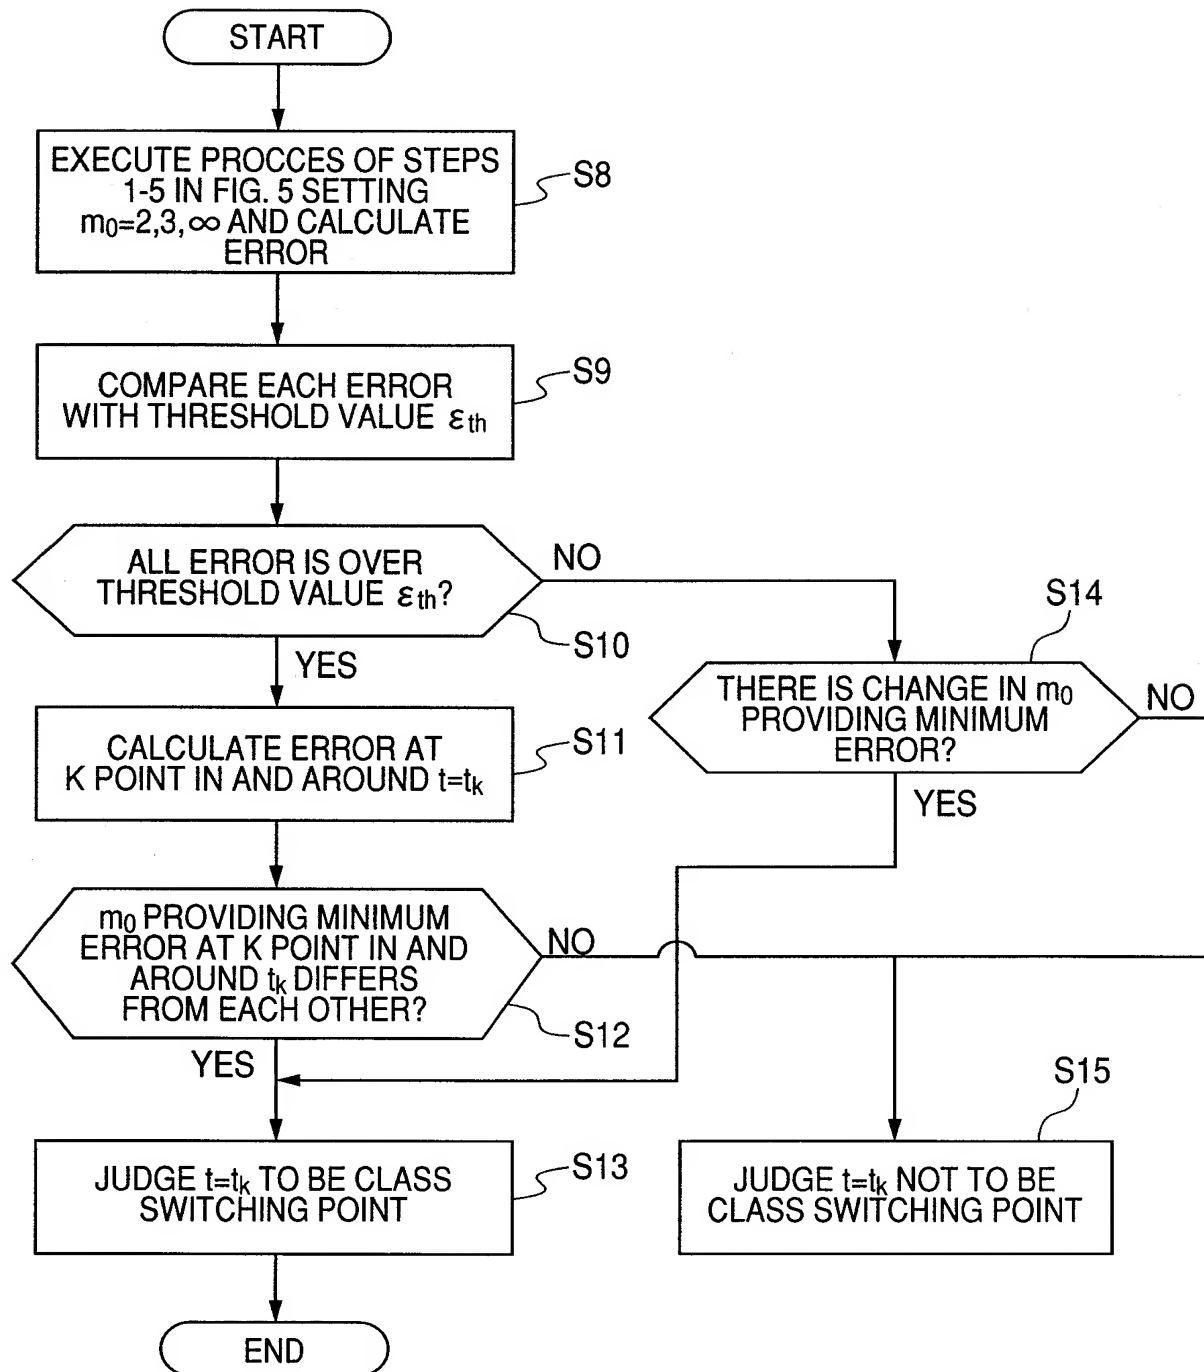 START
EXECUTE PROCCES OF STEPS
1-5 IN FIG. 5 SETTING
m0=2,3,∞ AND CALCULATE
ERROR
S8
COMPARE EACH ERROR
WITH THRESHOLD VALUE εth
S9
ALL ERROR IS OVER
THRESHOLD VALUE εth?
NO
S10
YES
S14
THERE IS CHANGE IN m0
PROVIDING MINIMUM
ERROR?
NO
YES
CALCULATE ERROR AT
K POINT IN AND AROUND t=tk
S11
m0 PROVIDING MINIMUM
ERROR AT K POINT IN AND
AROUND tk DIFFERS
FROM EACH OTHER?
NO
S12
YES
JUDGE t=tk TO BE CLASS
SWITCHING POINT
S13
S15
JUDGE t=tk NOT TO BE
CLASS SWITCHING POINT
END